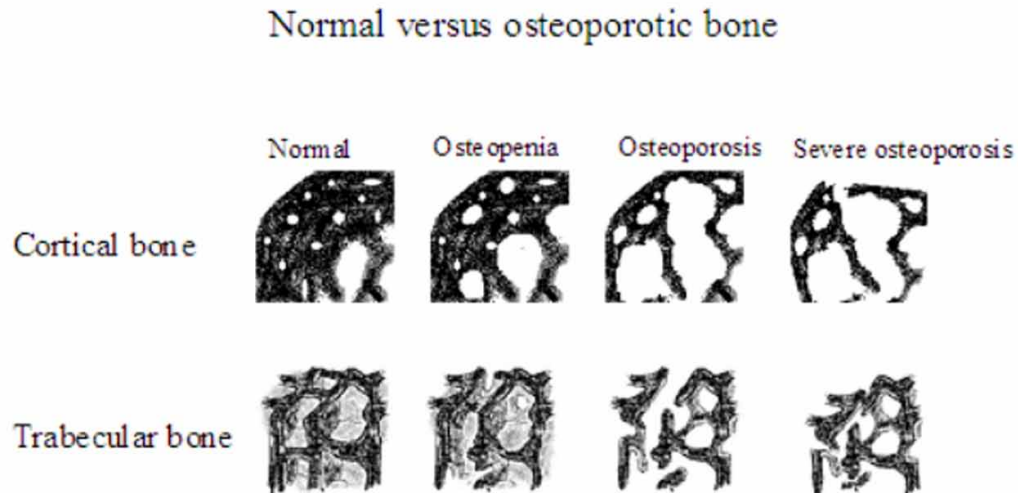 Normal versus osteoporotic bone
Normal Osteopenia Osteoporosis Severe osteoporosis
Cortical bone
Trabecular bone